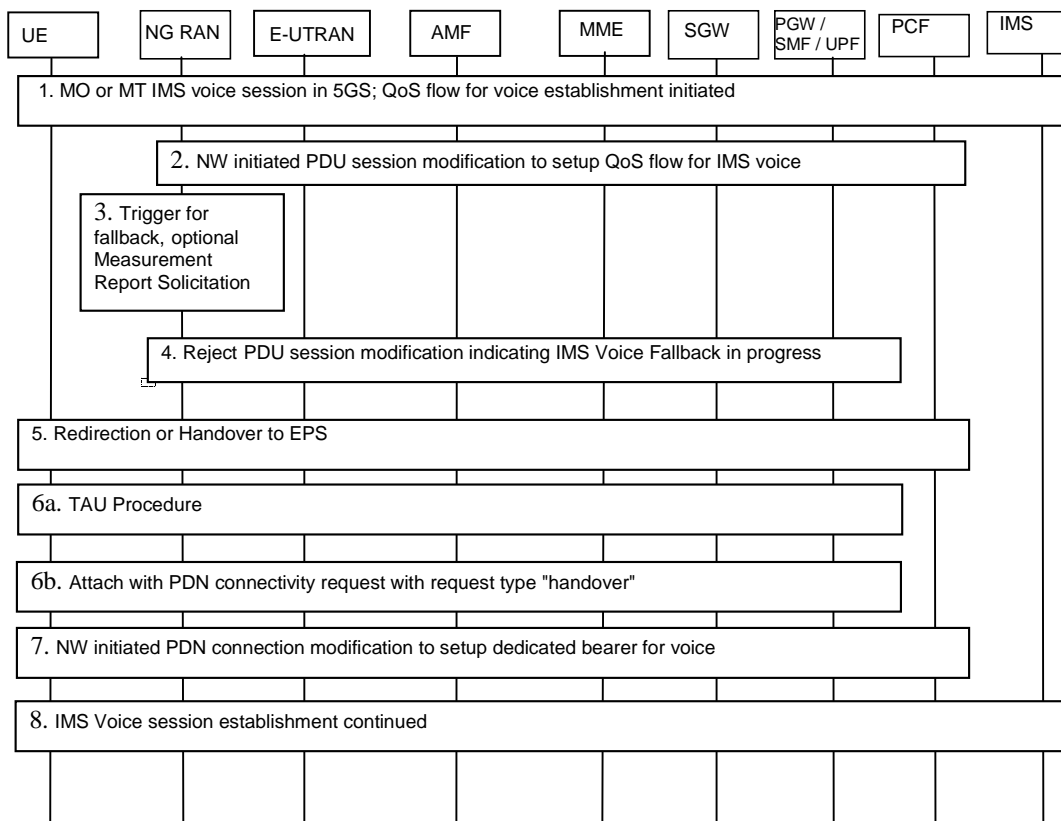 UE
NG RAN
E-UTRAN
AMF
MME
SGW
PGW /
SMF / UPF
PCF
IMS
1. MO or MT IMS voice session in 5GS; QoS flow for voice establishment initiated
2. NW initiated PDU session modification to setup QoS flow for IMS voice
3. Trigger for
fallback, optional
Measurement
Report Solicitation
4. Reject PDU session modification indicating IMS Voice Fallback in progress
5. Redirection or Handover to EPS
6a. TAU Procedure
6b. Attach with PDN connectivity request with request type "handover"
7. NW initiated PDN connection modification to setup dedicated bearer for voice
8. IMS Voice session establishment continued